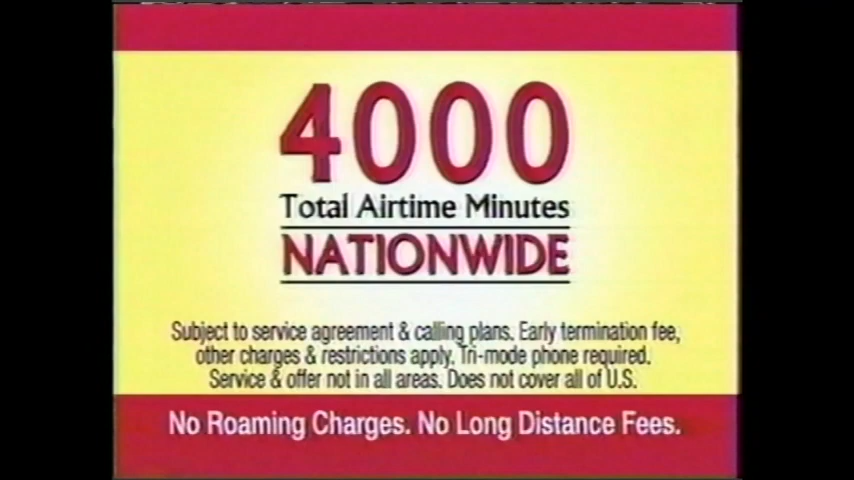 4000
Total Airtime Minutes
NATIONWIDE
Subject to service agreement & calling plans. Early termination fee,
other charges & restrictions apply. Tri-mode phone required.
Service & offer not in all areas. Does not cover all of U.S.
No Roaming Charges. No Long Distance Fees.